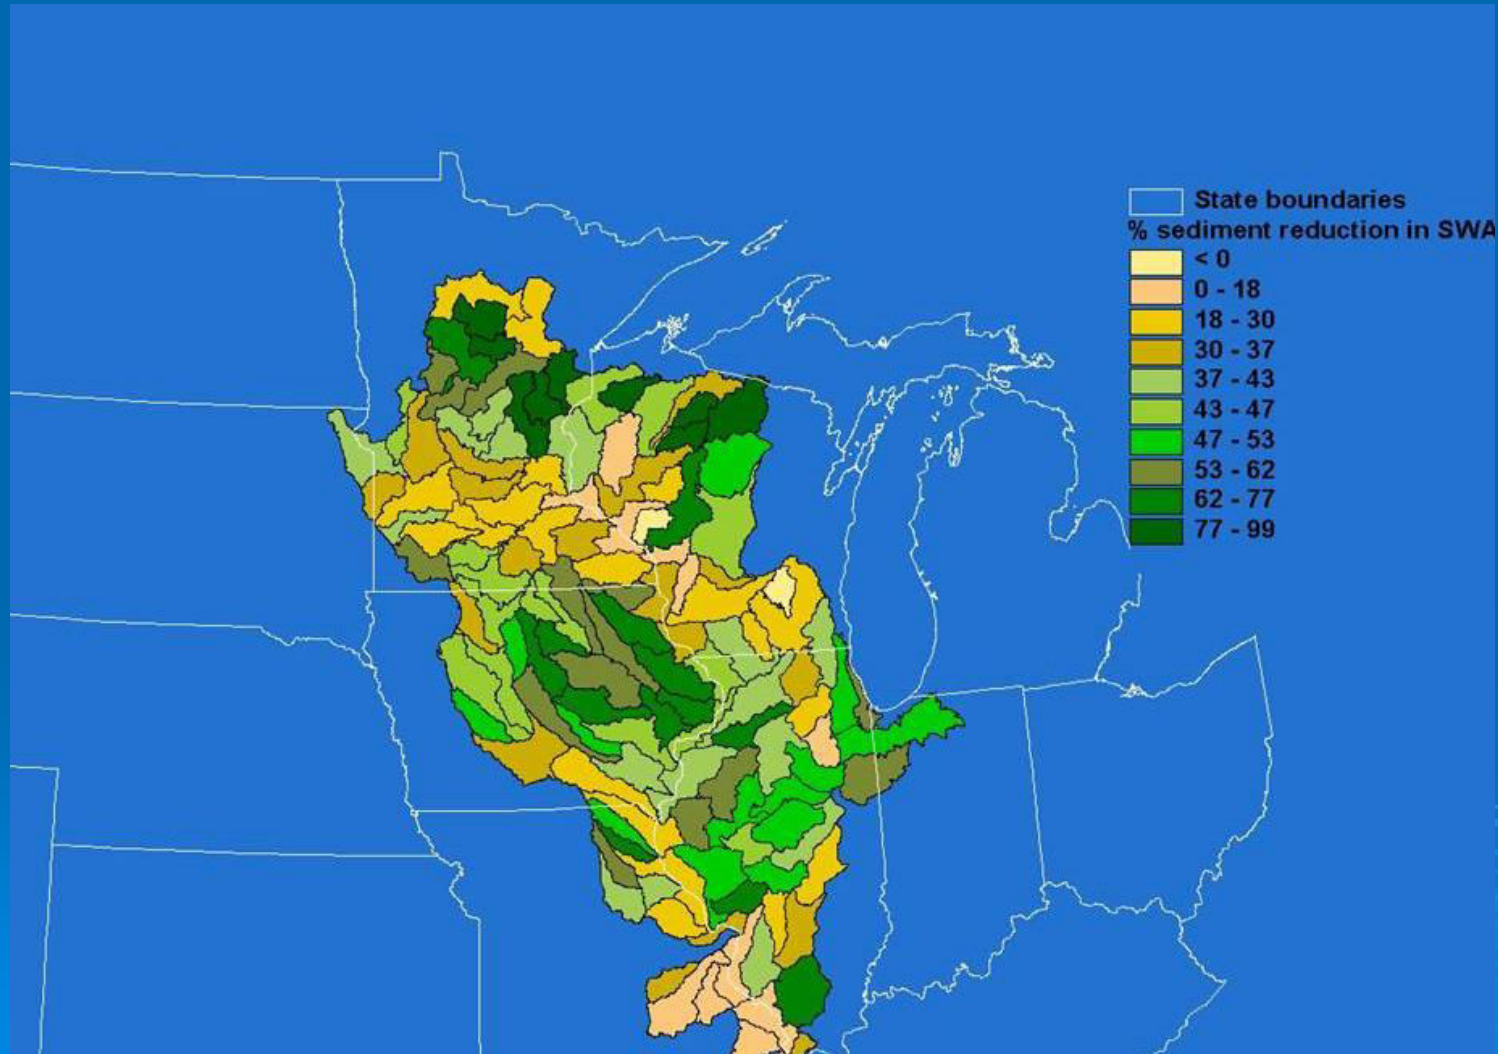 State boundaries
% sediment reduction in SWA
< 0
0 - 18
18 - 30
30 - 37
37 - 43
43 - 47
47 - 53
53 - 62
62 - 77
77 - 99